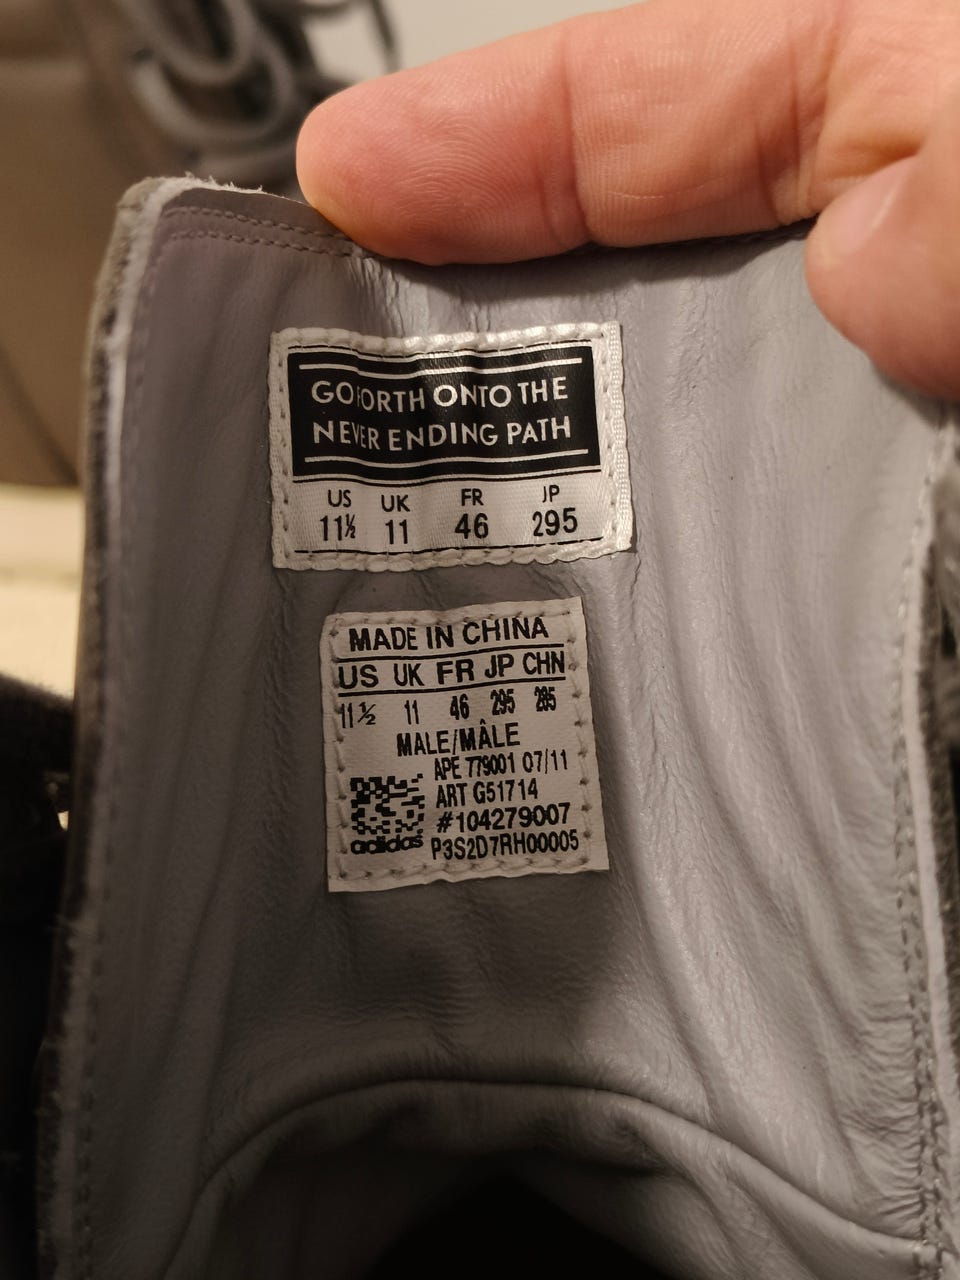 GO FORTH ONTO THE
NEVER ENDING PATH
US UK FR JP
11½ 11 46 295
MADE IN CHINA
US UK FR JP CHN
11½ 11 46 295 285
MALE/MÂLE
APE 779001 07/11
ART G51714
#104279007
adidas P3S2D7RH00005